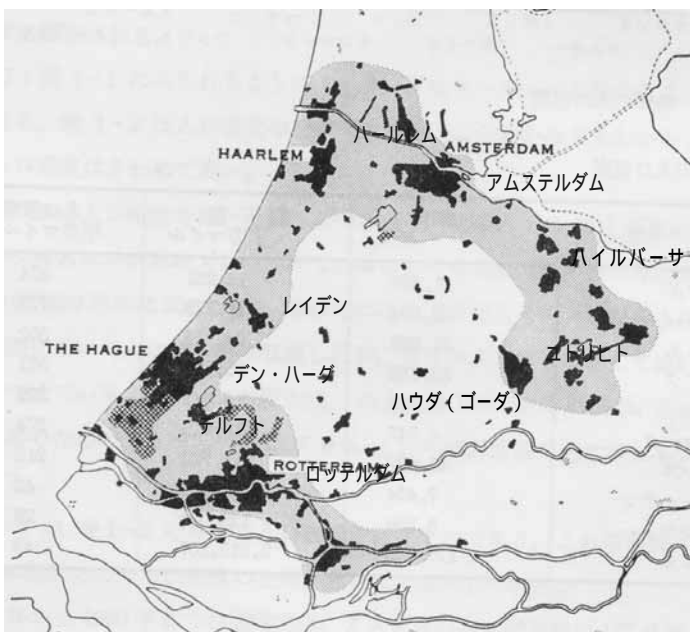 ハールレム
AMSTERDAM
HAARLEM
アムステルダム
ハイルバーサ
レイデン
THE HAGUE
ユトリヒト
デン・ハーグ
ハウダ(ゴーダ)
デルフト
ROTTERDAM
ロッテルダム